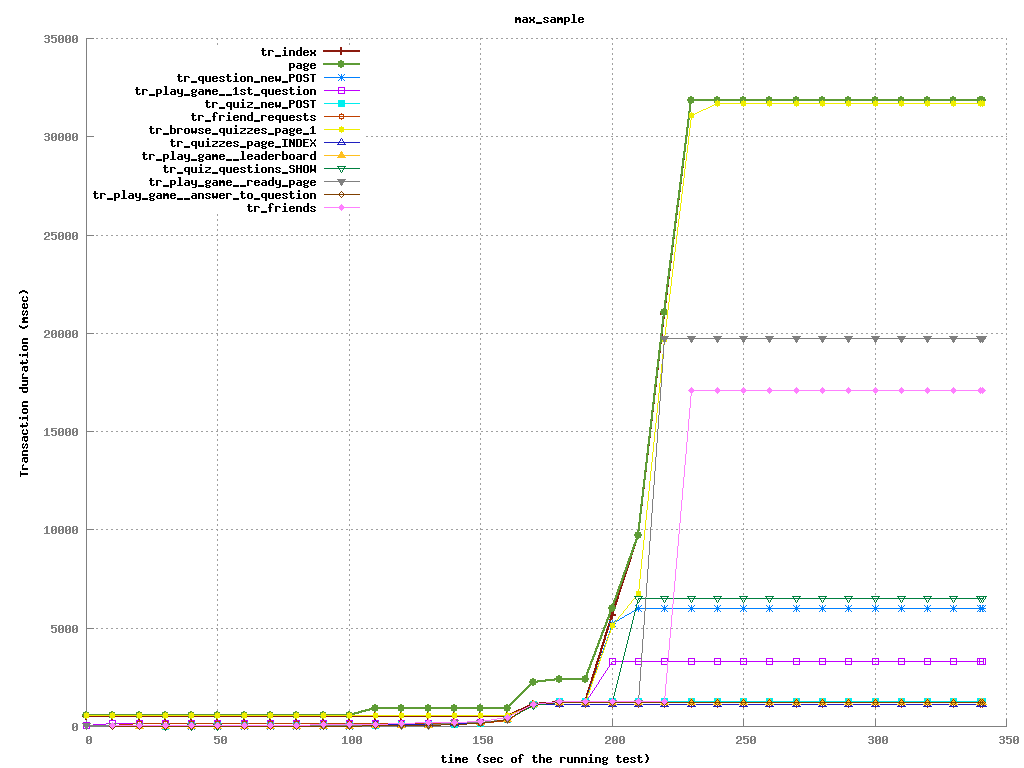 max_sample
35000
30000
25000
20000
15000
10000
5000
0
Transaction duration (msec)
tr_index
page
tr_question_new_POST
tr_play_game__1st_question
tr_quiz_new_POST
tr_friend_requests
tr_browse_quizzes_page_1
tr_quizzes_page_INDEX
tr_play_game__leaderboard
tr_quiz_questions_SHOW
tr_play_game__ready_page
tr_play_game__answer_to_question
tr_friends
0 50 100 150 200 250 300 350
time (sec of the running test)